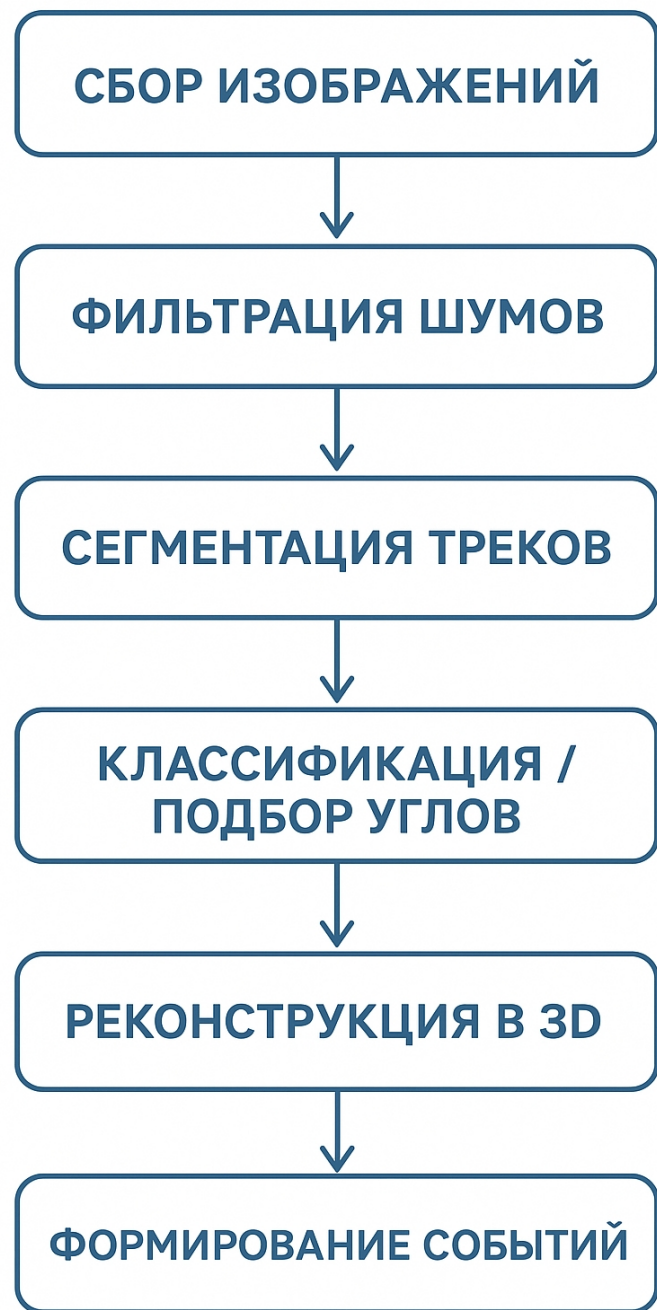 СБОР ИЗОБРАЖЕНИЙ
ФИЛЬТРАЦИЯ ШУМОВ
СЕГМЕНТАЦИЯ ТРЕКОВ
КЛАССИФИКАЦИЯ /
ПОДБОР УГЛОВ
РЕКОНСТРУКЦИЯ В 3D
ФОРМИРОВАНИЕ СОБЫТИЙ